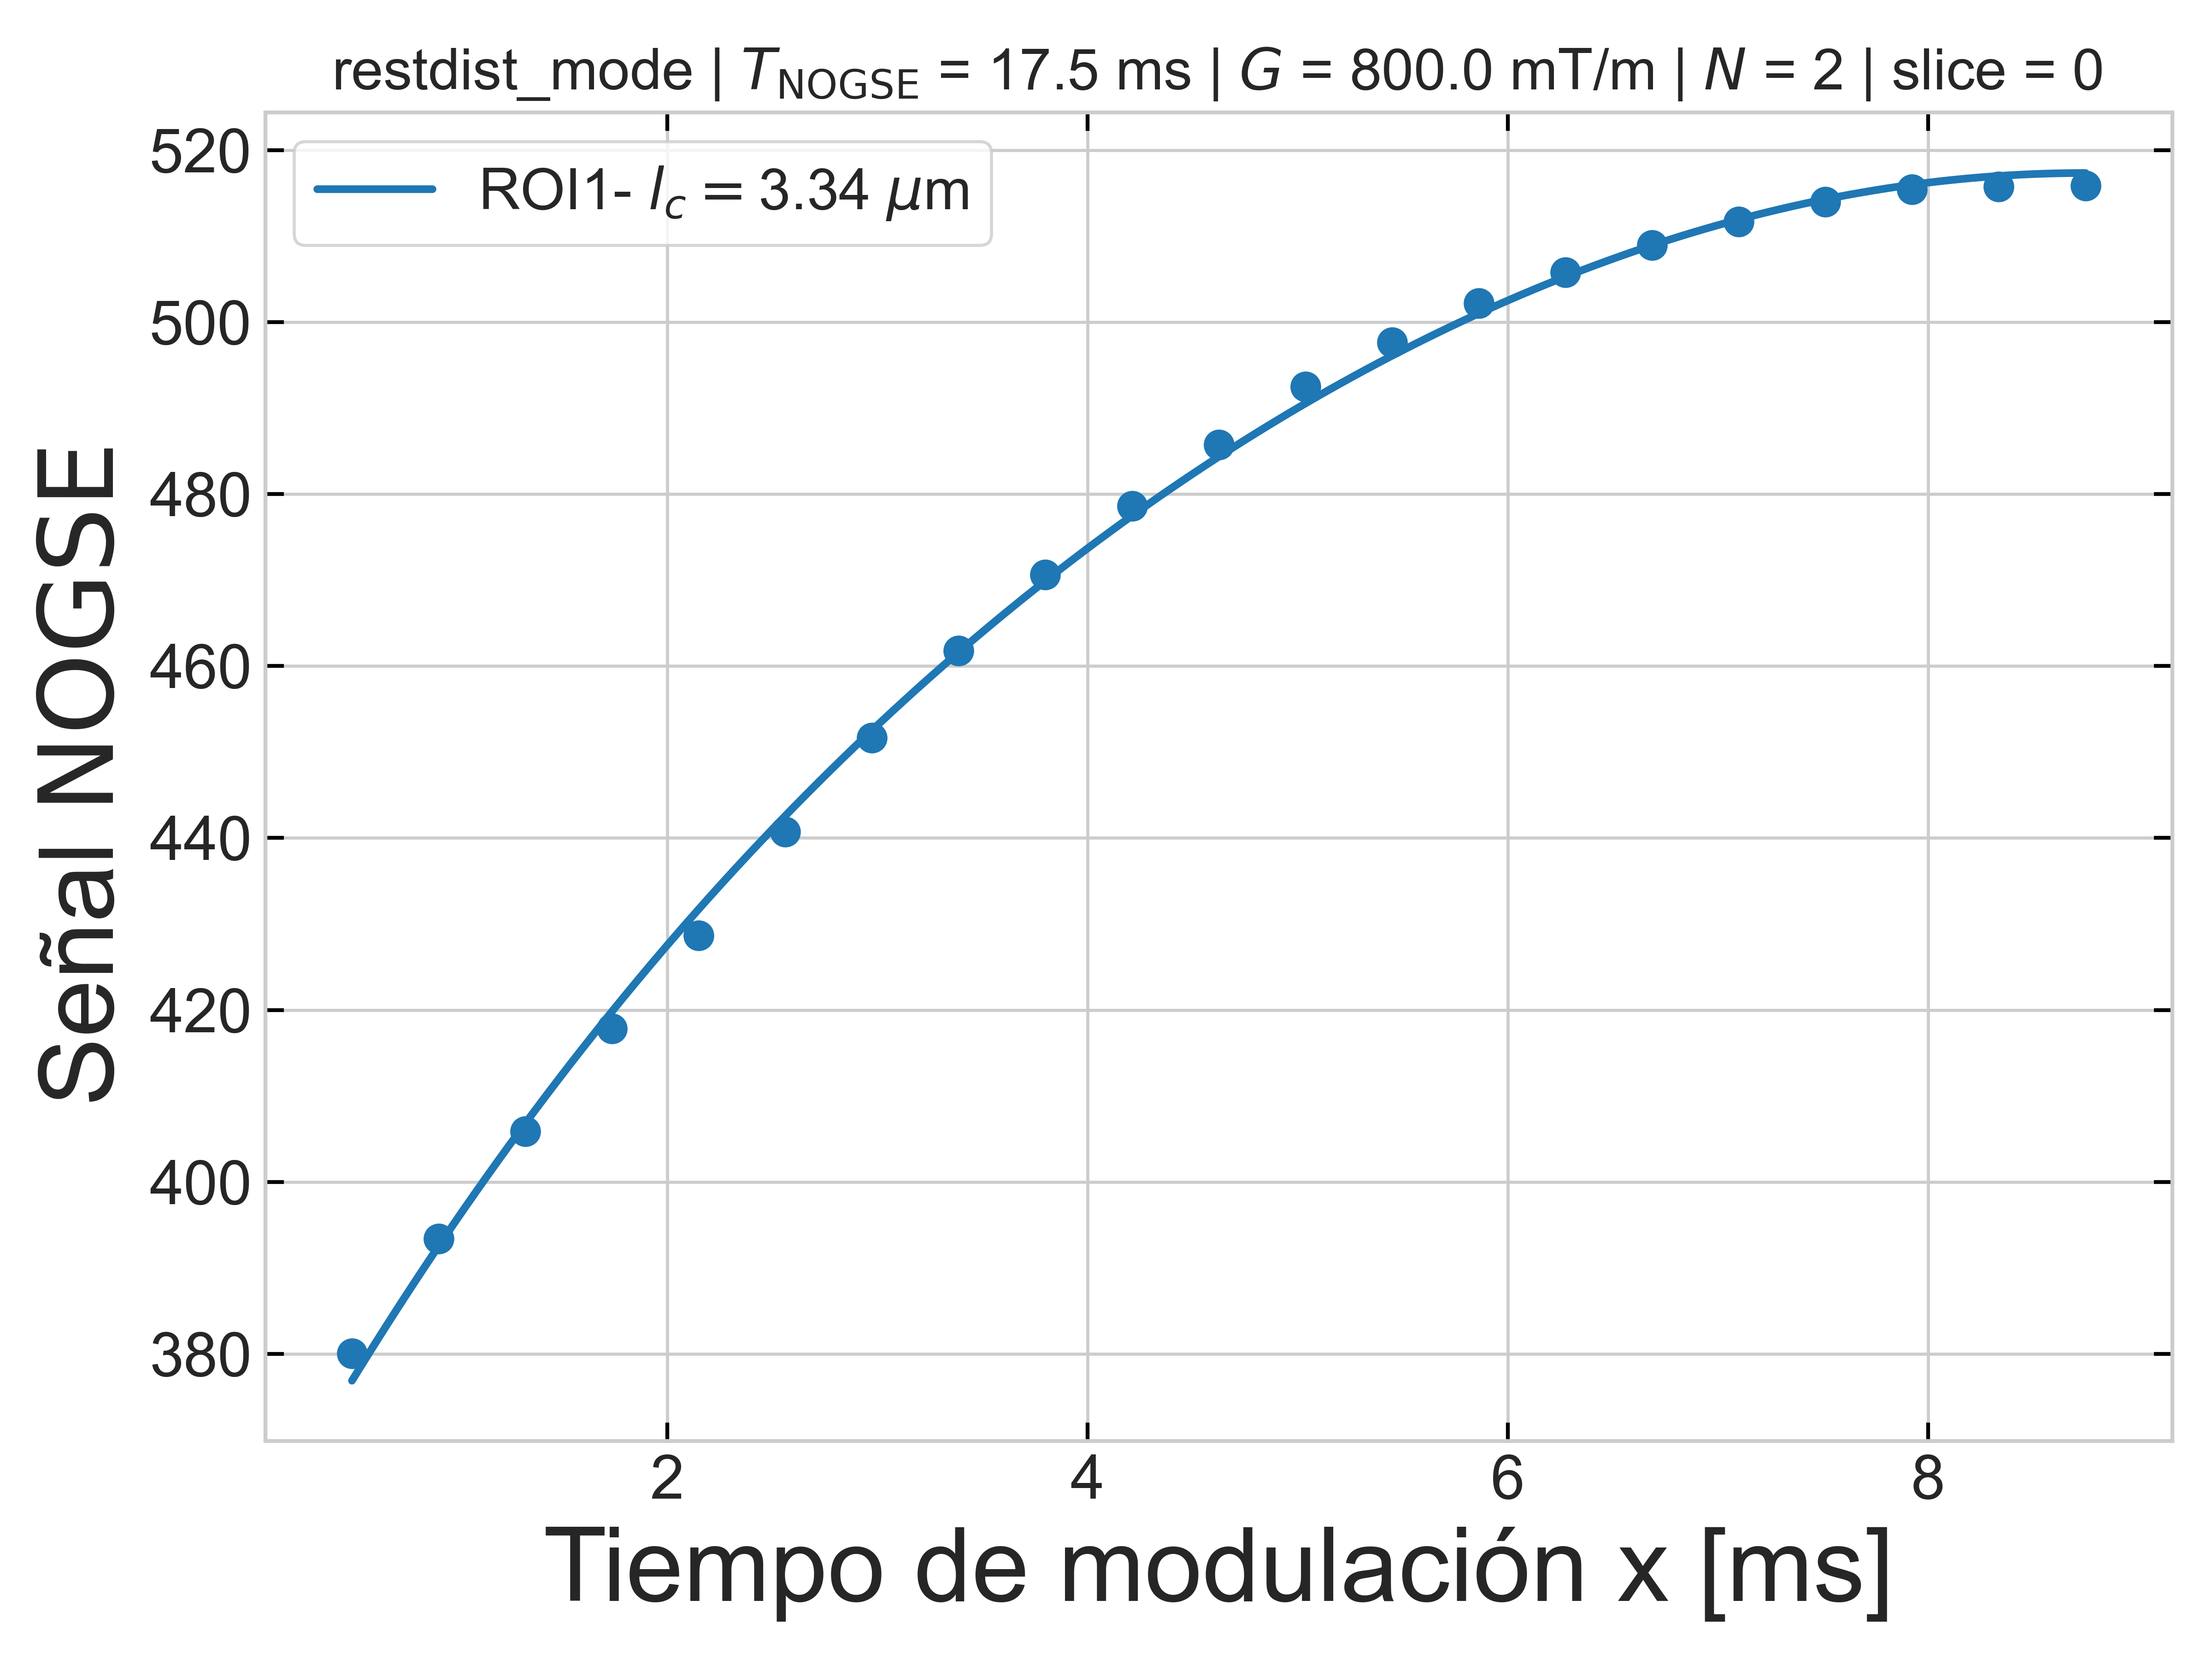 restdist_mode | T_NOGSE = 17.5 ms | G = 800.0 mT/m | N = 2 | slice = 0
ROI1- l_c = 3.34 μm
520
500
480
460
440
420
400
380
Señal NOGSE
2 4 6 8
Tiempo de modulación x [ms]